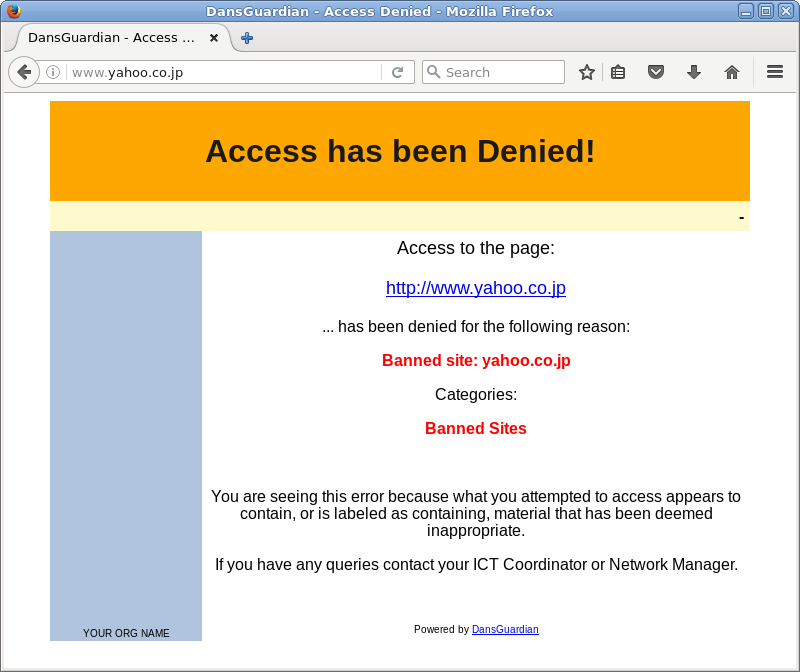 DansGuardian - Access Denied - Mozilla Firefox
DansGuardian - Access ...
www.yahoo.co.jp
Search
Access has been Denied!
-
Access to the page:
http://www.yahoo.co.jp
... has been denied for the following reason:
Banned site: yahoo.co.jp
Categories:
Banned Sites
You are seeing this error because what you attempted to access appears to
contain, or is labeled as containing, material that has been deemed
inappropriate.
If you have any queries contact your ICT Coordinator or Network Manager.
YOUR ORG NAME
Powered by DansGuardian